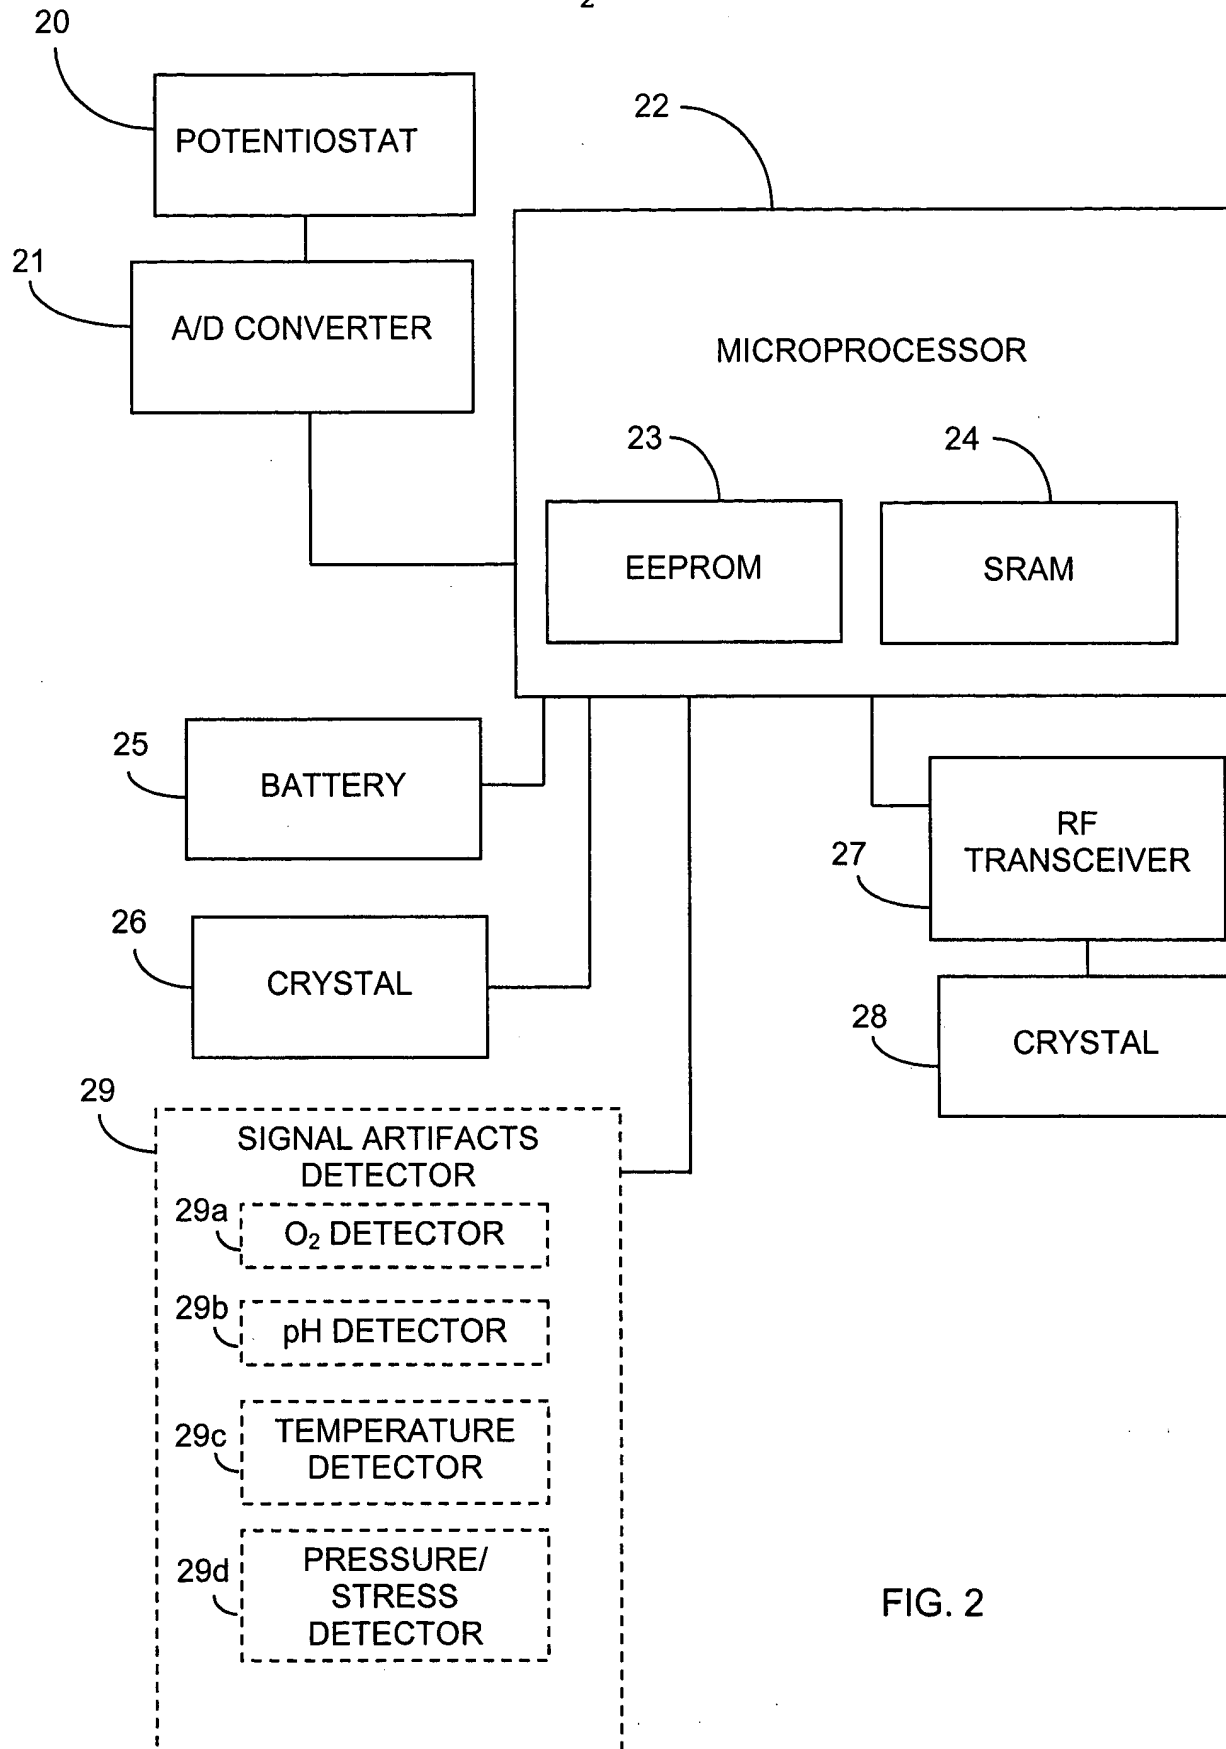 2
20
POTENTIOSTAT
22
21
A/D CONVERTER
MICROPROCESSOR
23
24
EEPROM
SRAM
25
BATTERY
RF
TRANSCEIVER
27
26
CRYSTAL
28
CRYSTAL
29
SIGNAL ARTIFACTS
DETECTOR
29a
O₂ DETECTOR
29b
pH DETECTOR
29c
TEMPERATURE
DETECTOR
29d
PRESSURE/
STRESS
DETECTOR
FIG. 2